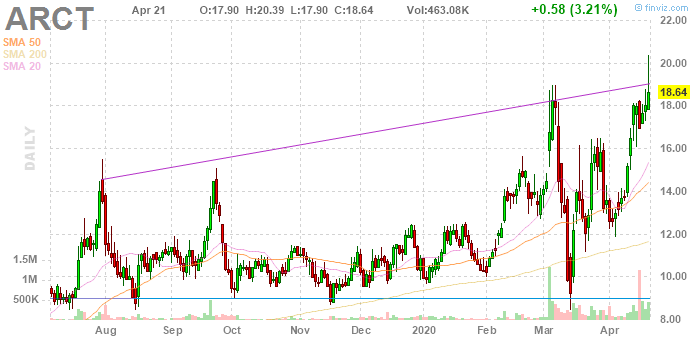 ARCT
Apr 21
O:17.90 H:20.39 L:17.90 C:18.64
Vol:463.08K
+0.58 (3.21%)
© finviz.com
SMA 50
SMA 200
SMA 20
DAILY
22.00
20.00
18.64
18.00
16.00
14.00
12.00
10.00
8.00
1.5M
1M
500K
Aug Sep Oct Nov Dec 2020 Feb Mar Apr